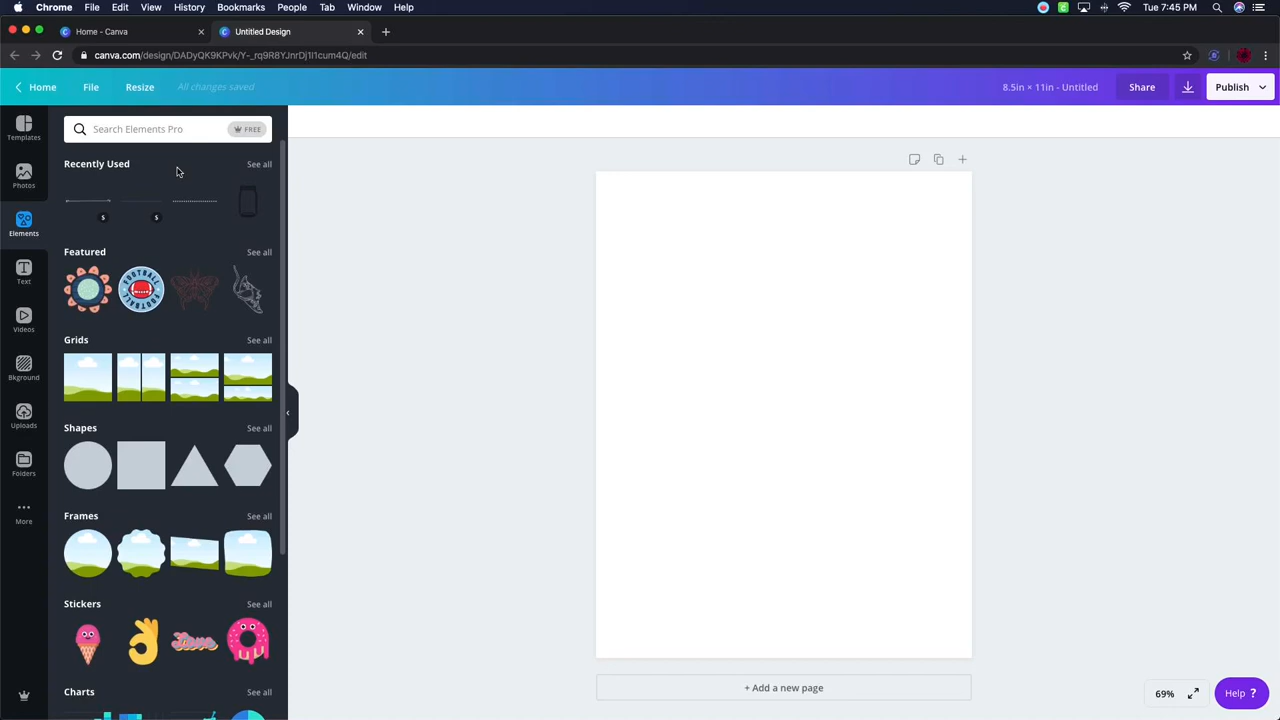 Chrome File Edit View History Bookmarks People Tab Window Help
Tue 7:45 PM
Home - Canva
Untitled Design
canva.com/design/DADyQK9KPvk/Y-_rq9R8YJnrDj1I1cum4Q/edit
Home File Resize All changes saved
8.5in × 11in - Untitled Share Publish
Search Elements Pro FREE
Templates
Photos
Elements
Text
Videos
Bkground
Uploads
Folders
More
Recently Used See all
$ $
Featured See all
FOOTBALL
FOOTBALL
Grids See all
Shapes See all
Frames See all
Stickers See all
Love
Charts See all
+ Add a new page
69%
Help ?